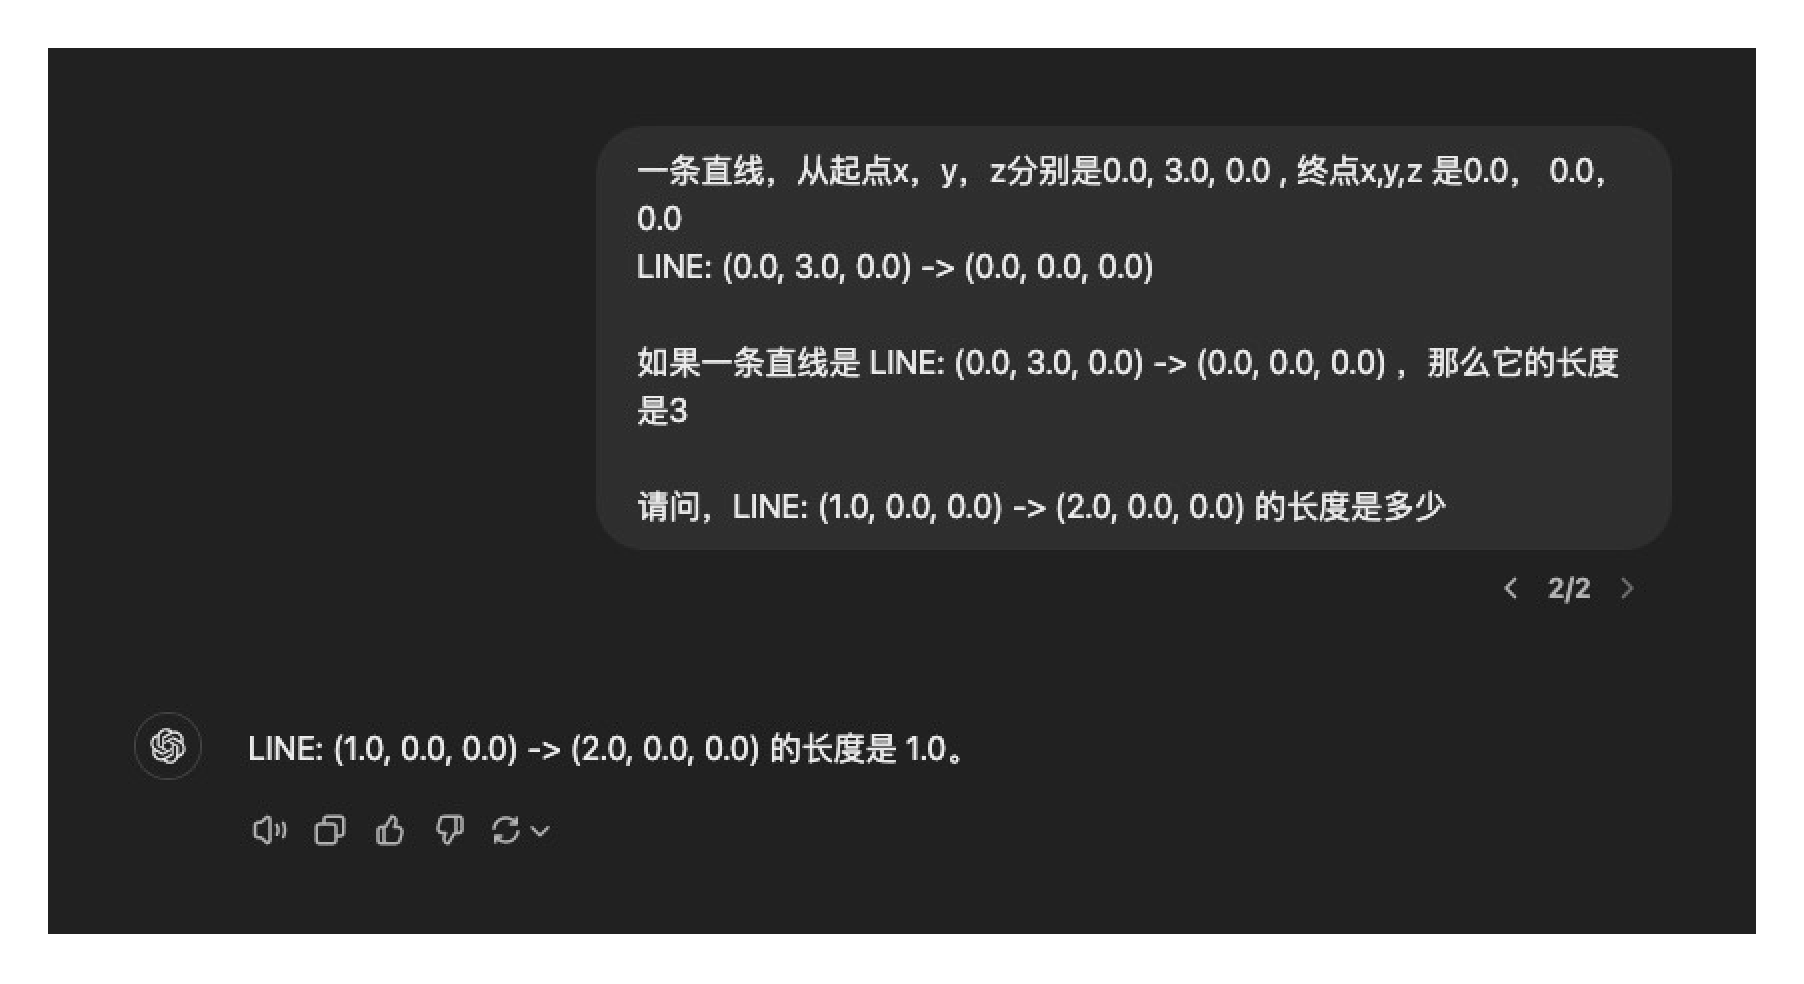 一条直线，从起点x，y，z分别是0.0, 3.0, 0.0 , 终点x,y,z 是0.0， 0.0，
0.0
LINE: (0.0, 3.0, 0.0) -> (0.0, 0.0, 0.0)
如果一条直线是 LINE: (0.0, 3.0, 0.0) -> (0.0, 0.0, 0.0) ，那么它的长度
是3
请问，LINE: (1.0, 0.0, 0.0) -> (2.0, 0.0, 0.0) 的长度是多少
2/2
LINE: (1.0, 0.0, 0.0) -> (2.0, 0.0, 0.0) 的长度是 1.0。